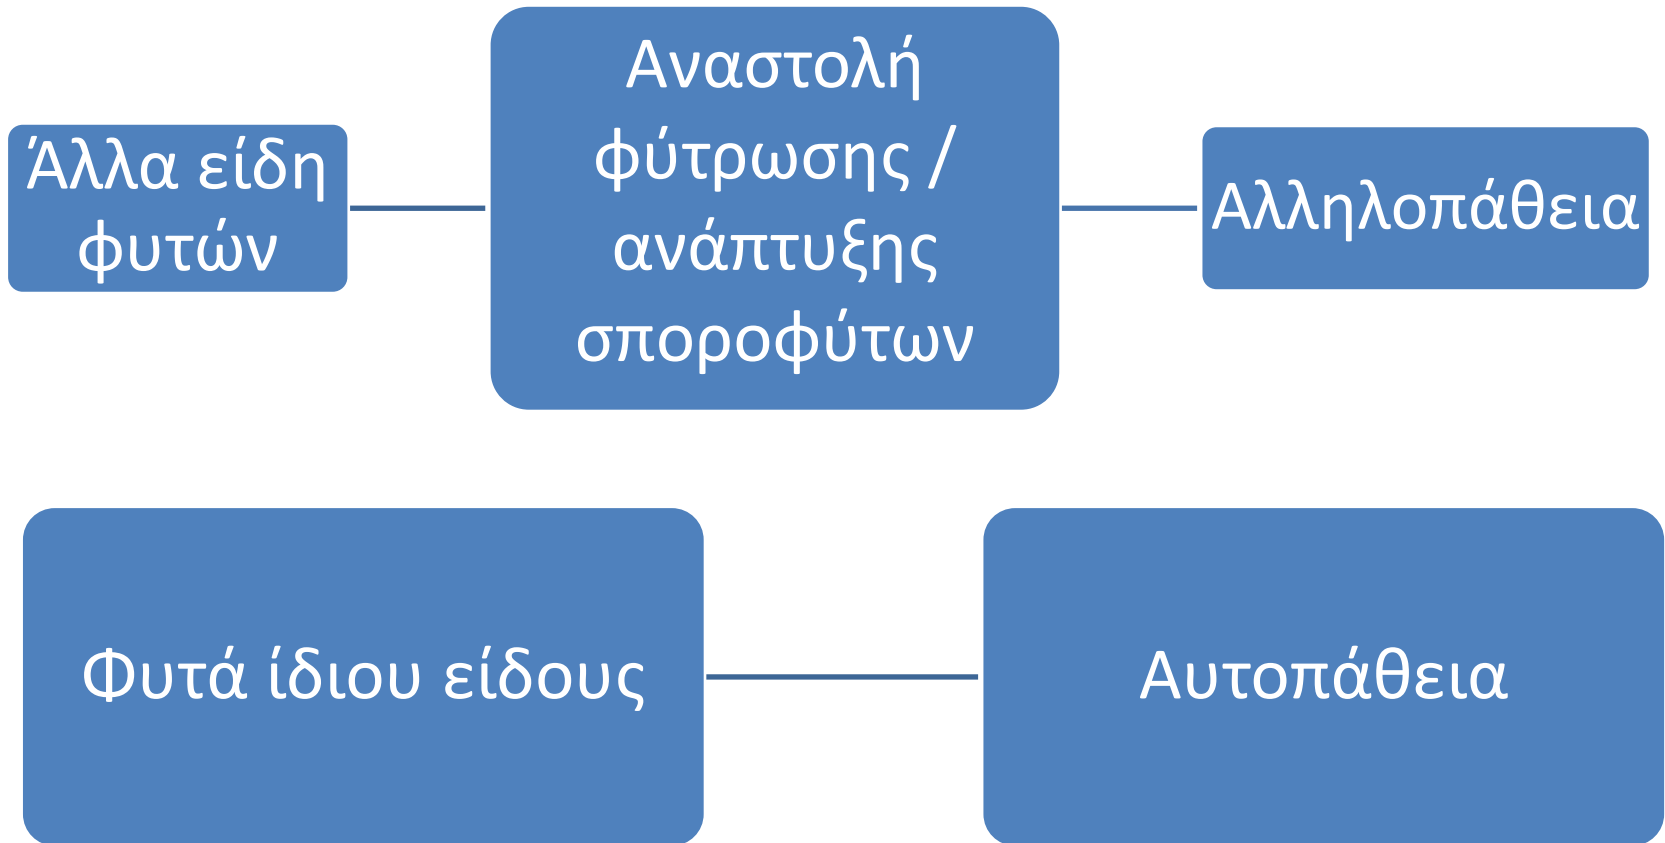 Άλλα είδη
φυτών
Αναστολή
φύτρωσης /
ανάπτυξης
σποροφύτων
Αλληλοπάθεια
Φυτά ίδιου είδους
Αυτοπάθεια